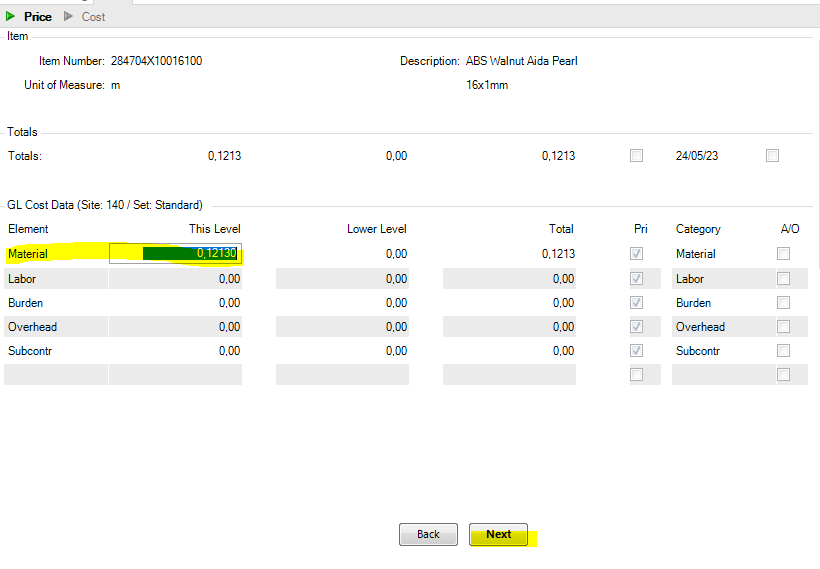 Price Cost
Item
Item Number: 284704X10016100 Description: ABS Walnut Aida Pearl
Unit of Measure: m 16x1mm
Totals
Totals: 0,1213 0,00 0,1213 24/05/23
GL Cost Data (Site: 140 / Set: Standard)
Element This Level Lower Level Total Pri Category A/O
Material 0,12130 0,00 0,1213 Material
Labor 0,00 0,00 0,00 Labor
Burden 0,00 0,00 0,00 Burden
Overhead 0,00 0,00 0,00 Overhead
Subcontr 0,00 0,00 0,00 Subcontr
Back Next